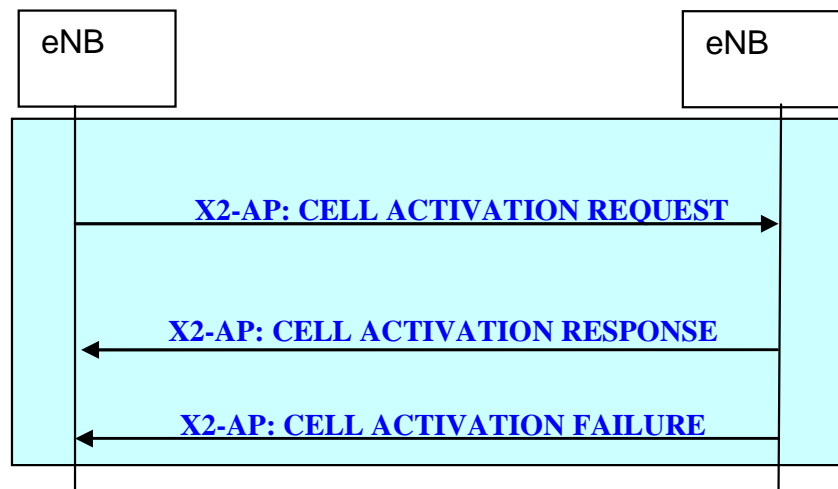 eNB
eNB
X2-AP: CELL ACTIVATION REQUEST
X2-AP: CELL ACTIVATION RESPONSE
X2-AP: CELL ACTIVATION FAILURE